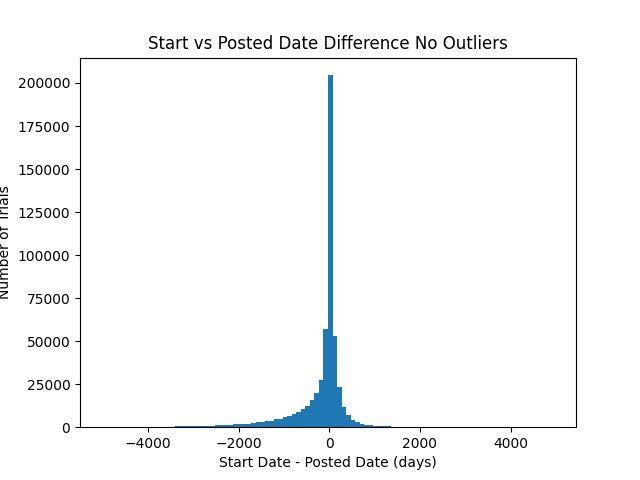 Start vs Posted Date Difference No Outliers
Number of Trials
200000
175000
150000
125000
100000
75000
50000
25000
0
−4000 −2000 0 2000 4000
Start Date - Posted Date (days)